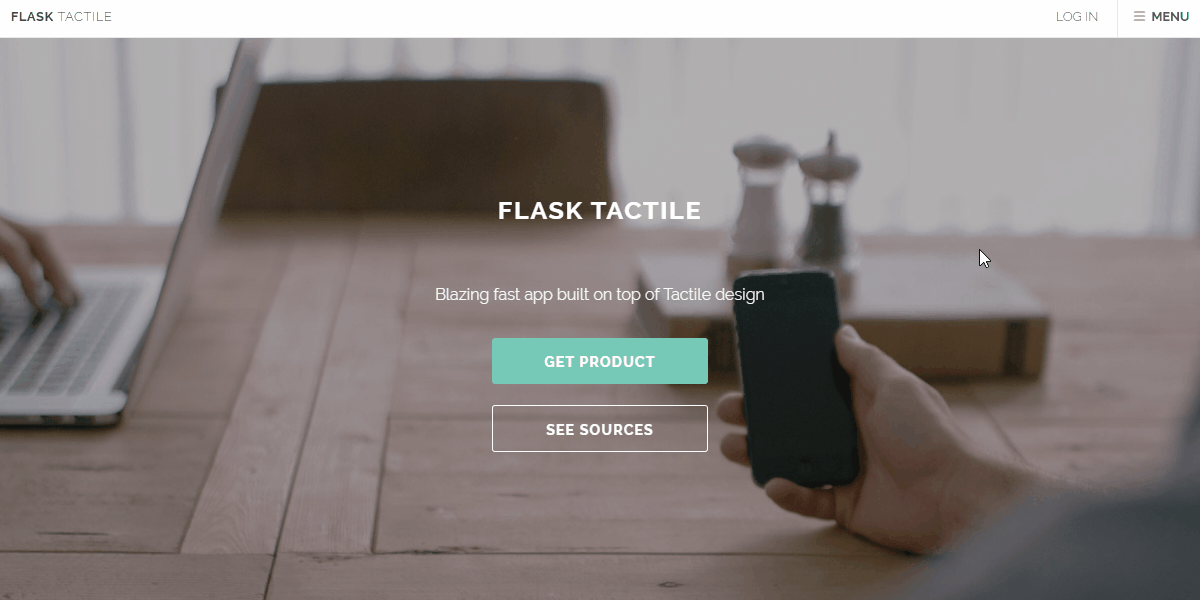 FLASK TACTILE
LOG IN
MENU
FLASK TACTILE
Blazing fast app built on top of Tactile design
GET PRODUCT
SEE SOURCES